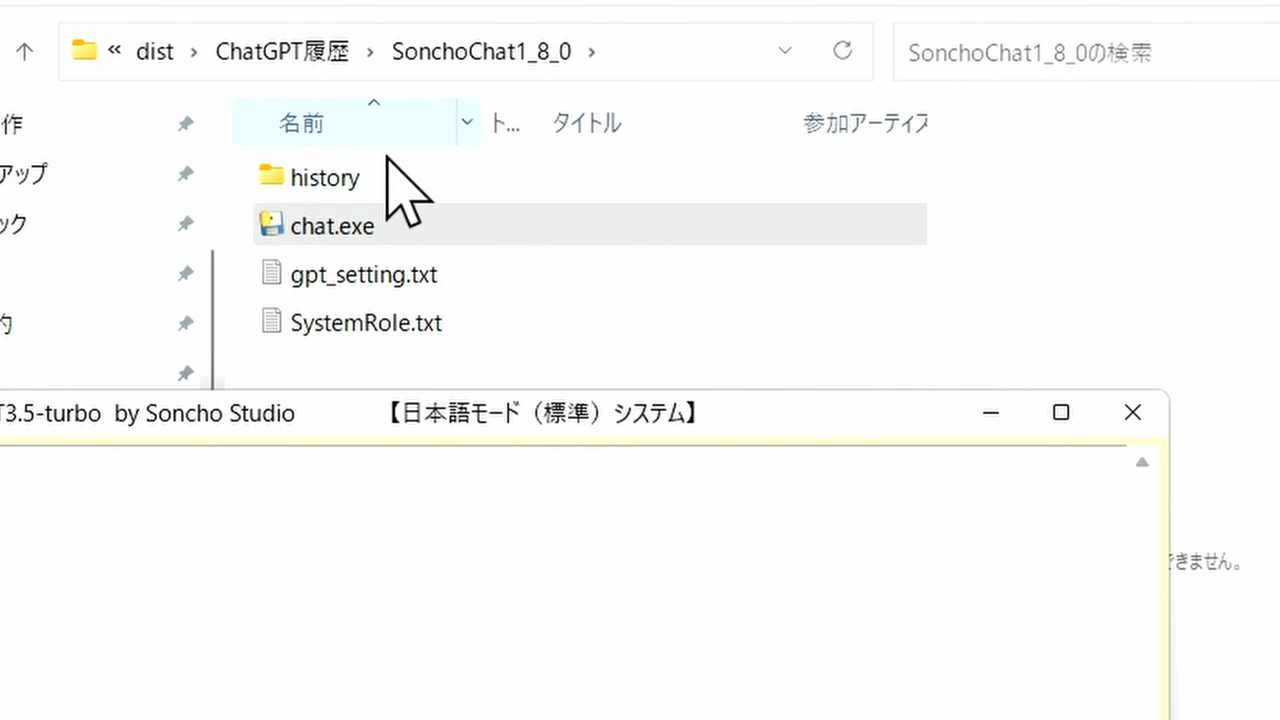 « dist › ChatGPT履歴 › SonchoChat1_8_0 ›
SonchoChat1_8_0の検索
名前 ト... タイトル 参加アーティス
作
アップ
ック
的
history
chat.exe
gpt_setting.txt
SystemRole.txt
T3.5-turbo by Soncho Studio 【日本語モード（標準）システム】
できません。